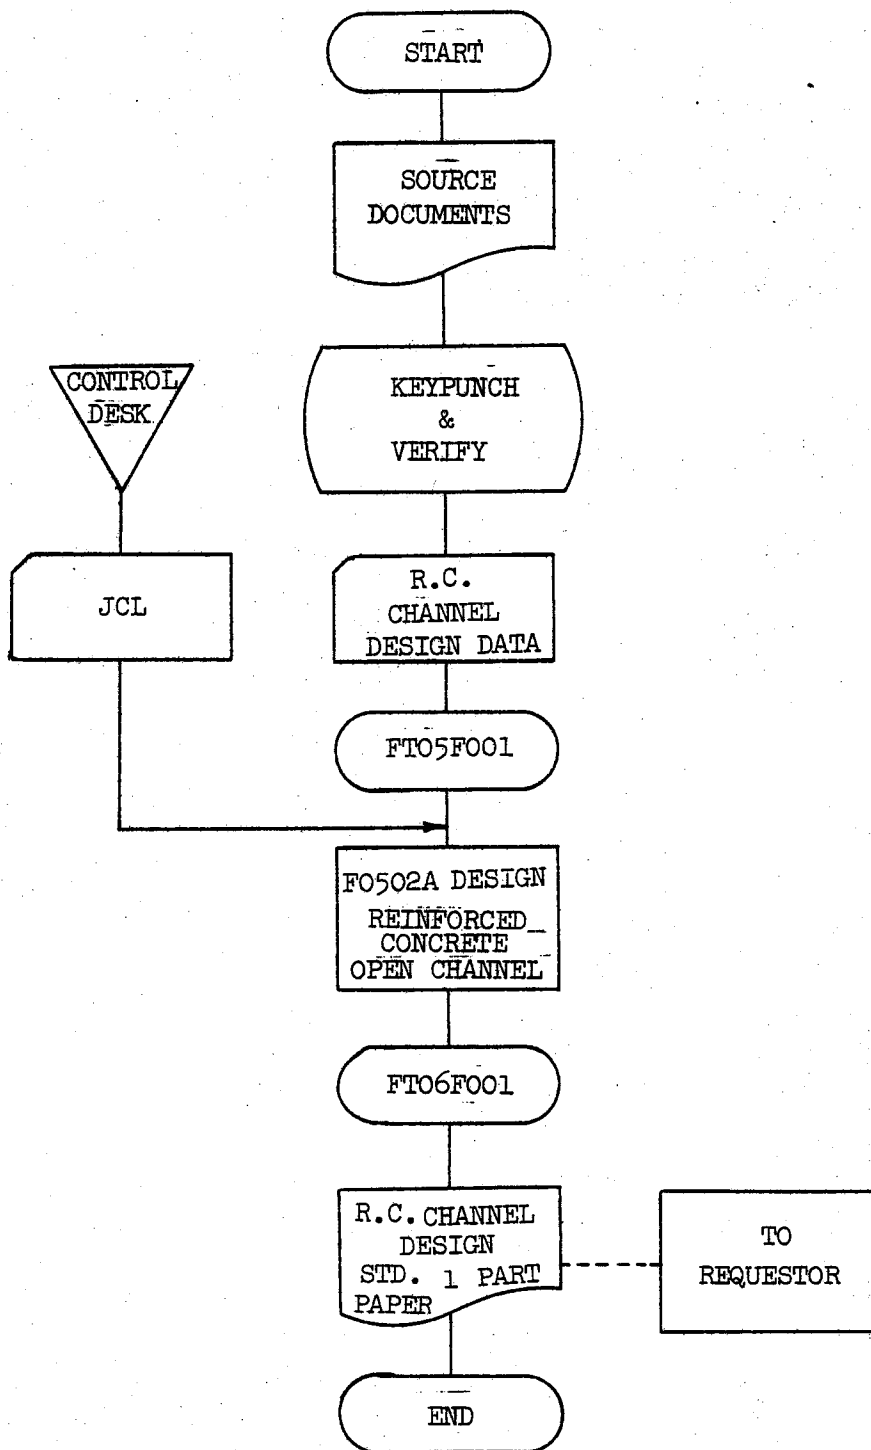 START
SOURCE
DOCUMENTS
CONTROL
DESK
KEYPUNCH
&
VERIFY
JCL
R.C.
CHANNEL
DESIGN DATA
FT05F001
F0502A DESIGN
REINFORCED
CONCRETE
OPEN CHANNEL
FT06F001
R.C. CHANNEL
DESIGN
STD. 1 PART
PAPER
TO
REQUESTOR
END